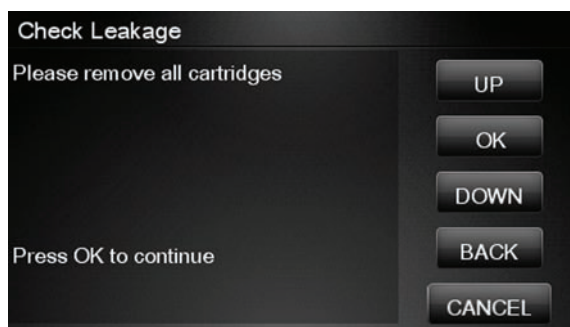 Check Leakage
Please remove all cartridges
Press OK to continue
UP
OK
DOWN
BACK
CANCEL